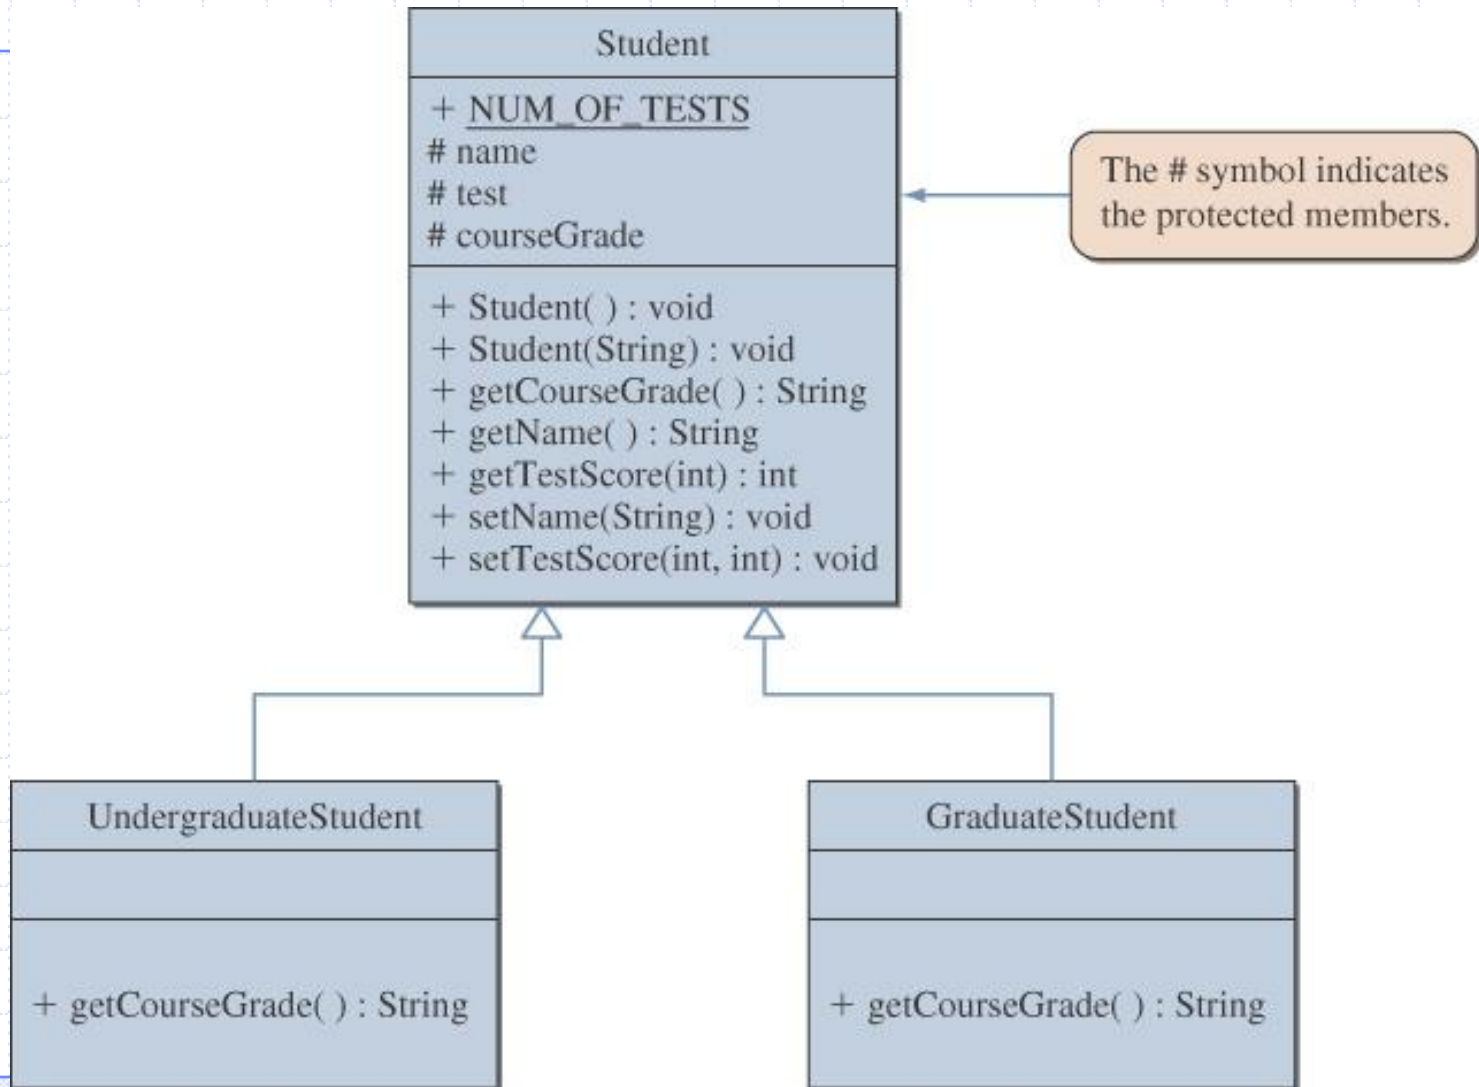 Student
+ NUM_OF_TESTS
# name
# test
# courseGrade
+ Student( ) : void
+ Student(String) : void
+ getCourseGrade( ) : String
+ getName( ) : String
+ getTestScore(int) : int
+ setName(String) : void
+ setTestScore(int, int) : void
The # symbol indicates
the protected members.
UndergraduateStudent
+ getCourseGrade( ) : String
GraduateStudent
+ getCourseGrade( ) : String